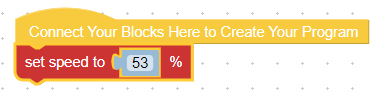 Connect Your Blocks Here to Create Your Program
set speed to 53 %